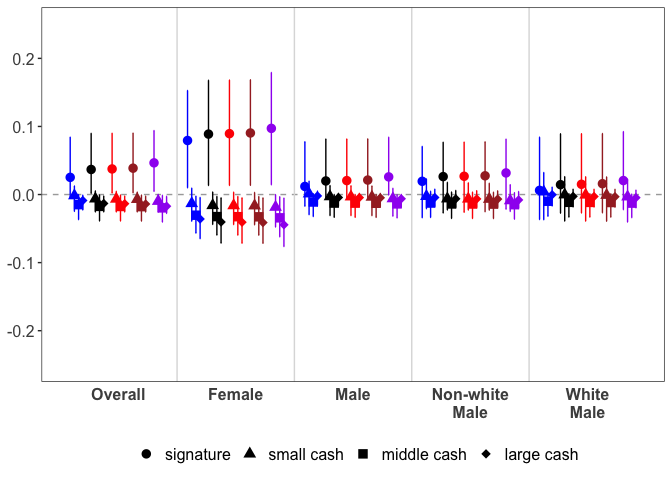 0.2
0.1
0.0
-0.1
-0.2
Overall Female Male Non-white White
Male Male
signature small cash middle cash large cash